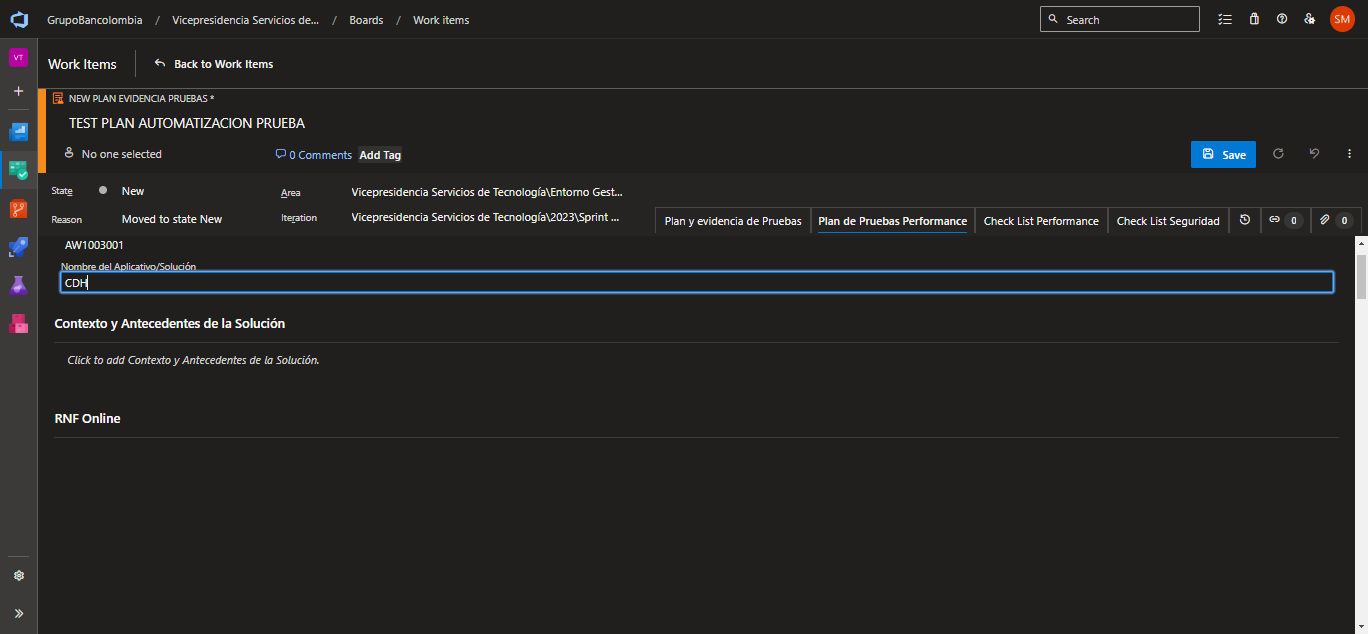 GrupoBancolombia / Vicepresidencia Servicios de... / Boards / Work items
Search
SM
VT
Work Items
Back to Work Items
NEW PLAN EVIDENCIA PRUEBAS *
TEST PLAN AUTOMATIZACION PRUEBA
No one selected
0 Comments
Add Tag
Save
State
New
Area
Vicepresidencia Servicios de Tecnología\Entorno Gest...
Reason
Moved to state New
Iteration
Vicepresidencia Servicios de Tecnología\2023\Sprint ...
Plan y evidencia de Pruebas
Plan de Pruebas Performance
Check List Performance
Check List Seguridad
0
0
AW1003001
Nombre del Aplicativo/Solución
CDH
Contexto y Antecedentes de la Solución
Click to add Contexto y Antecedentes de la Solución.
RNF Online